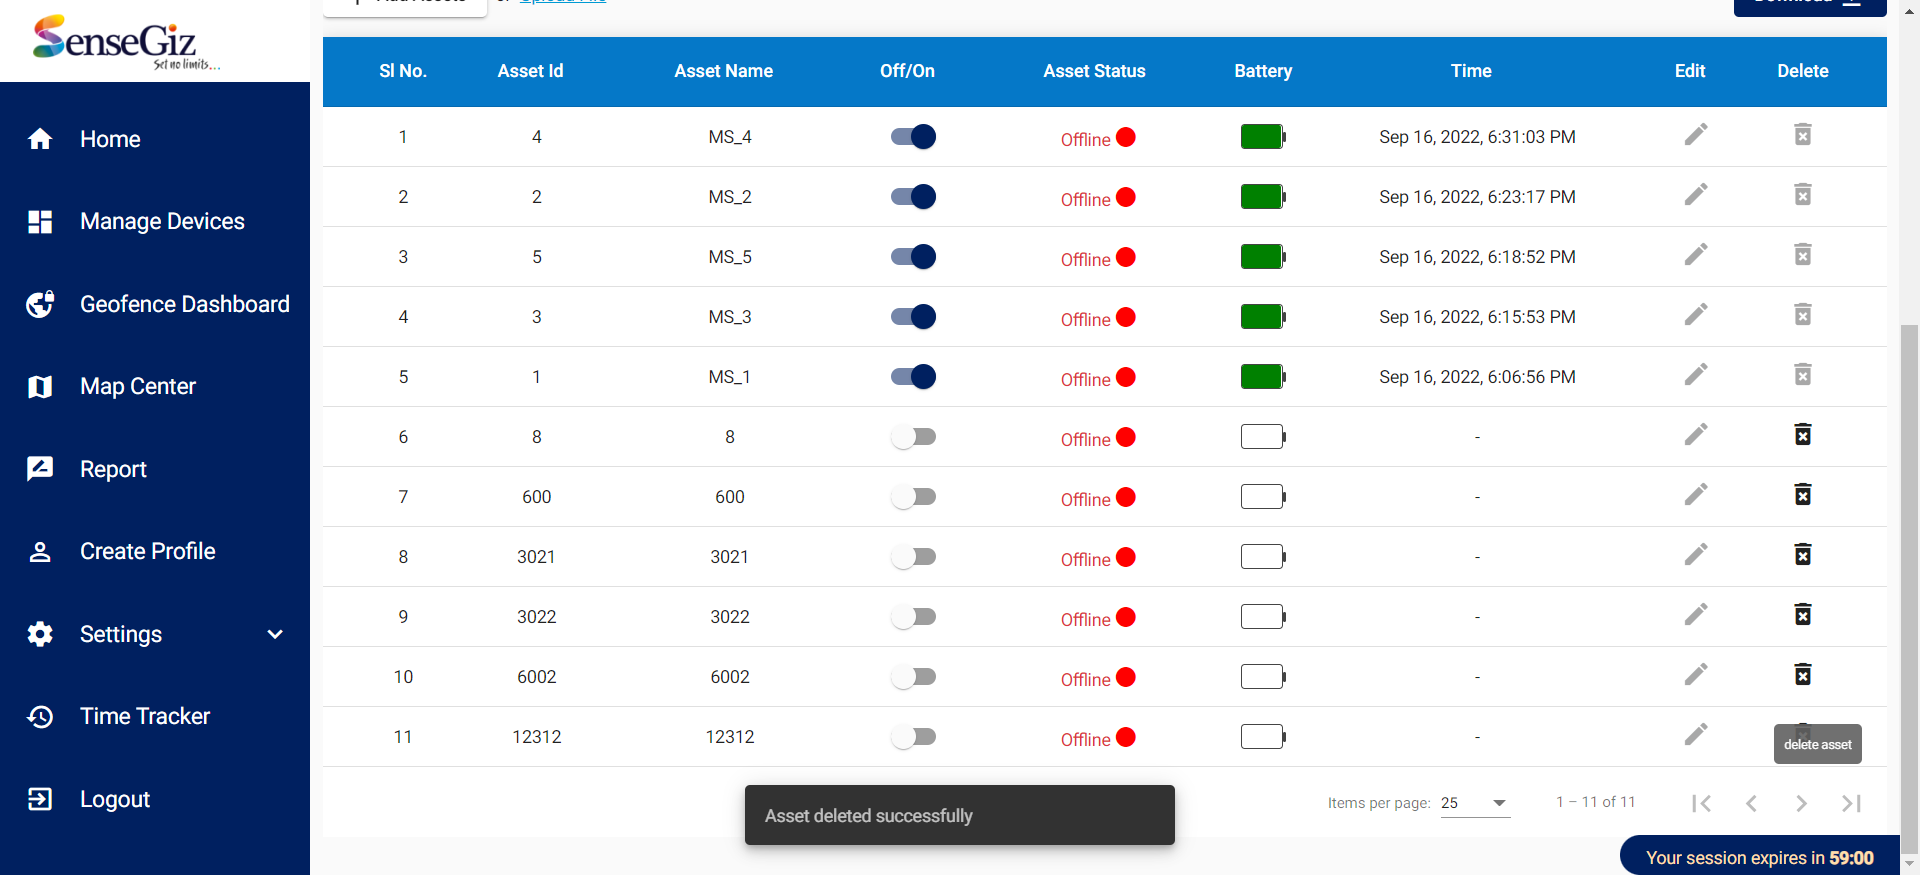 SenseGiz
Set no limits...
Home
Manage Devices
Geofence Dashboard
Map Center
Report
Create Profile
Settings
Time Tracker
Logout
Add Assets or Upload File
Download
Sl No. Asset Id Asset Name Off/On Asset Status Battery Time Edit Delete
1 4 MS_4 Offline Sep 16, 2022, 6:31:03 PM
2 2 MS_2 Offline Sep 16, 2022, 6:23:17 PM
3 5 MS_5 Offline Sep 16, 2022, 6:18:52 PM
4 3 MS_3 Offline Sep 16, 2022, 6:15:53 PM
5 1 MS_1 Offline Sep 16, 2022, 6:06:56 PM
6 8 8 Offline -
7 600 600 Offline -
8 3021 3021 Offline -
9 3022 3022 Offline -
10 6002 6002 Offline -
11 12312 12312 Offline -
delete asset
Asset deleted successfully
Items per page: 25 1 – 11 of 11
Your session expires in 59:00